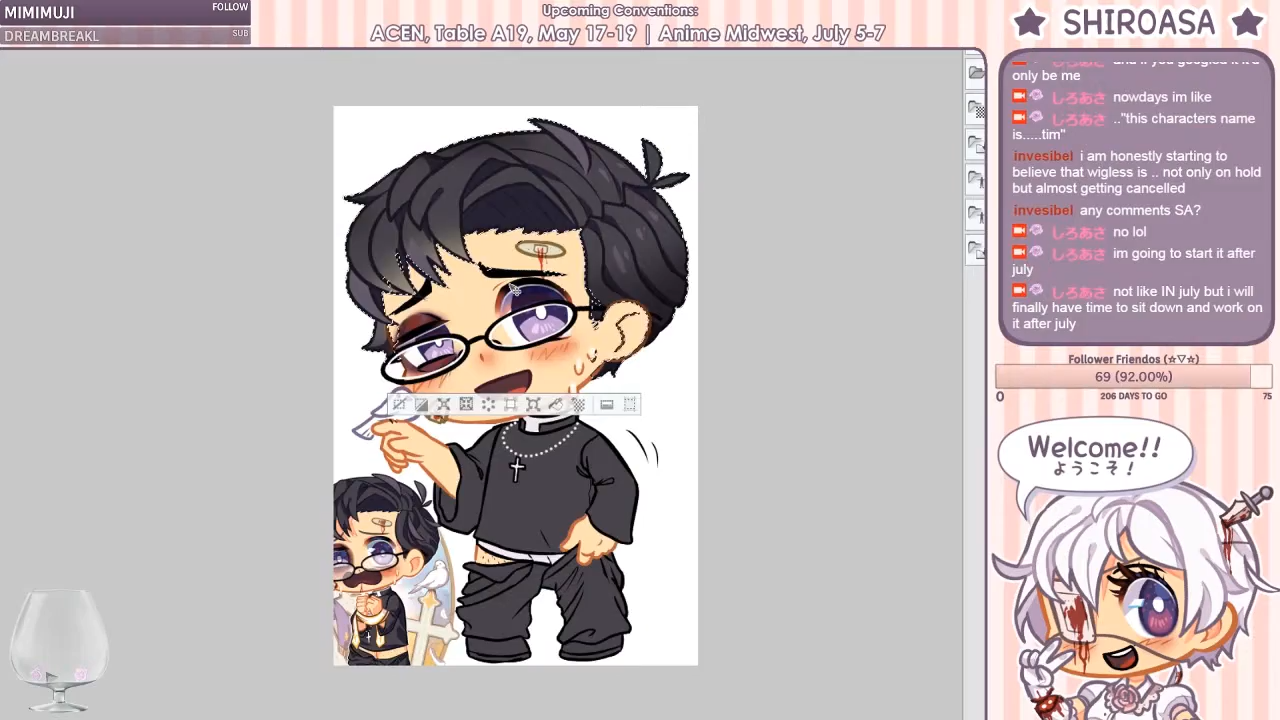 MIMIMUJI
FOLLOW
DREAMBREAKL
SUB
Upcoming Conventions:
ACEN, Table A19, May 17-19 | Anime Midwest, July 5-7
SHIROASA
only be me
しろあさ nowdays im like
しろあさ .."this characters name
is.....tim"
invesibel i am honestly starting to
believe that wigless is .. not only on hold
but almost getting cancelled
invesibel any comments SA?
しろあさ no lol
しろあさ im going to start it after
july
しろあさ not like IN july but i will
finally have time to sit down and work on
it after july
Follower Friendos (☆▽☆)
69 (92.00%)
0
206 DAYS TO GO
75
Welcome!!
ようこそ!